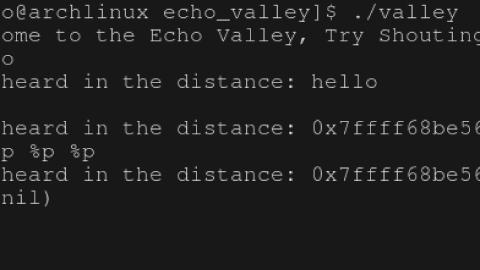 o@archlinux echo_valley]$ ./valley
ome to the Echo Valley, Try Shouting
o
heard in the distance: hello
heard in the distance: 0x7ffff68be56
p %p %p
heard in the distance: 0x7ffff68be56
nil)